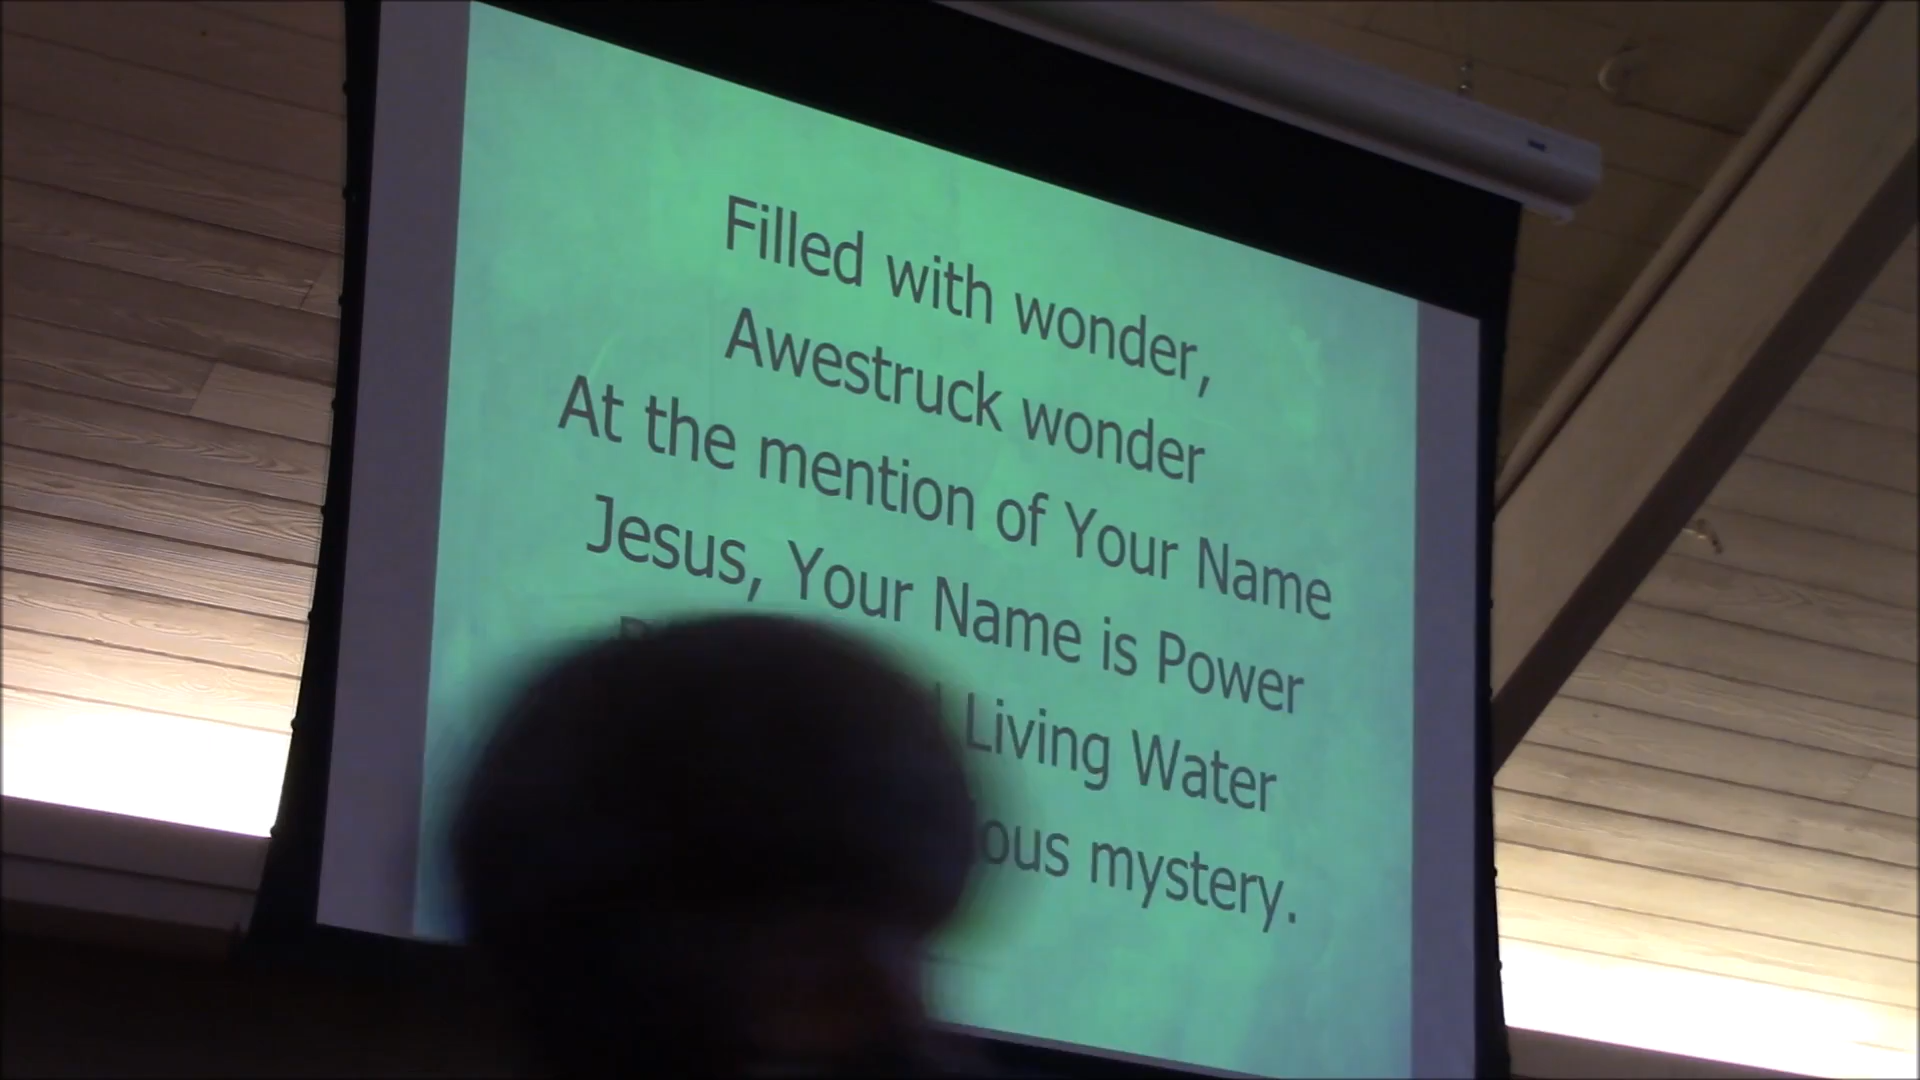 Filled with wonder,
Awestruck wonder
At the mention of Your Name
Jesus, Your Name is Power
Living Water
mystery.